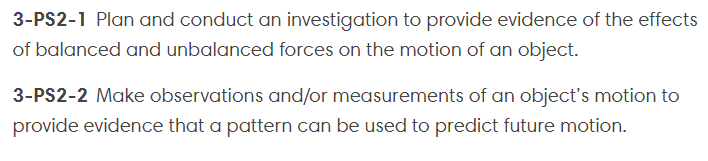 3-PS2-1 Plan and conduct an investigation to provide evidence of the effects
of balanced and unbalanced forces on the motion of an object.
3-PS2-2 Make observations and/or measurements of an object's motion to
provide evidence that a pattern can be used to predict future motion.